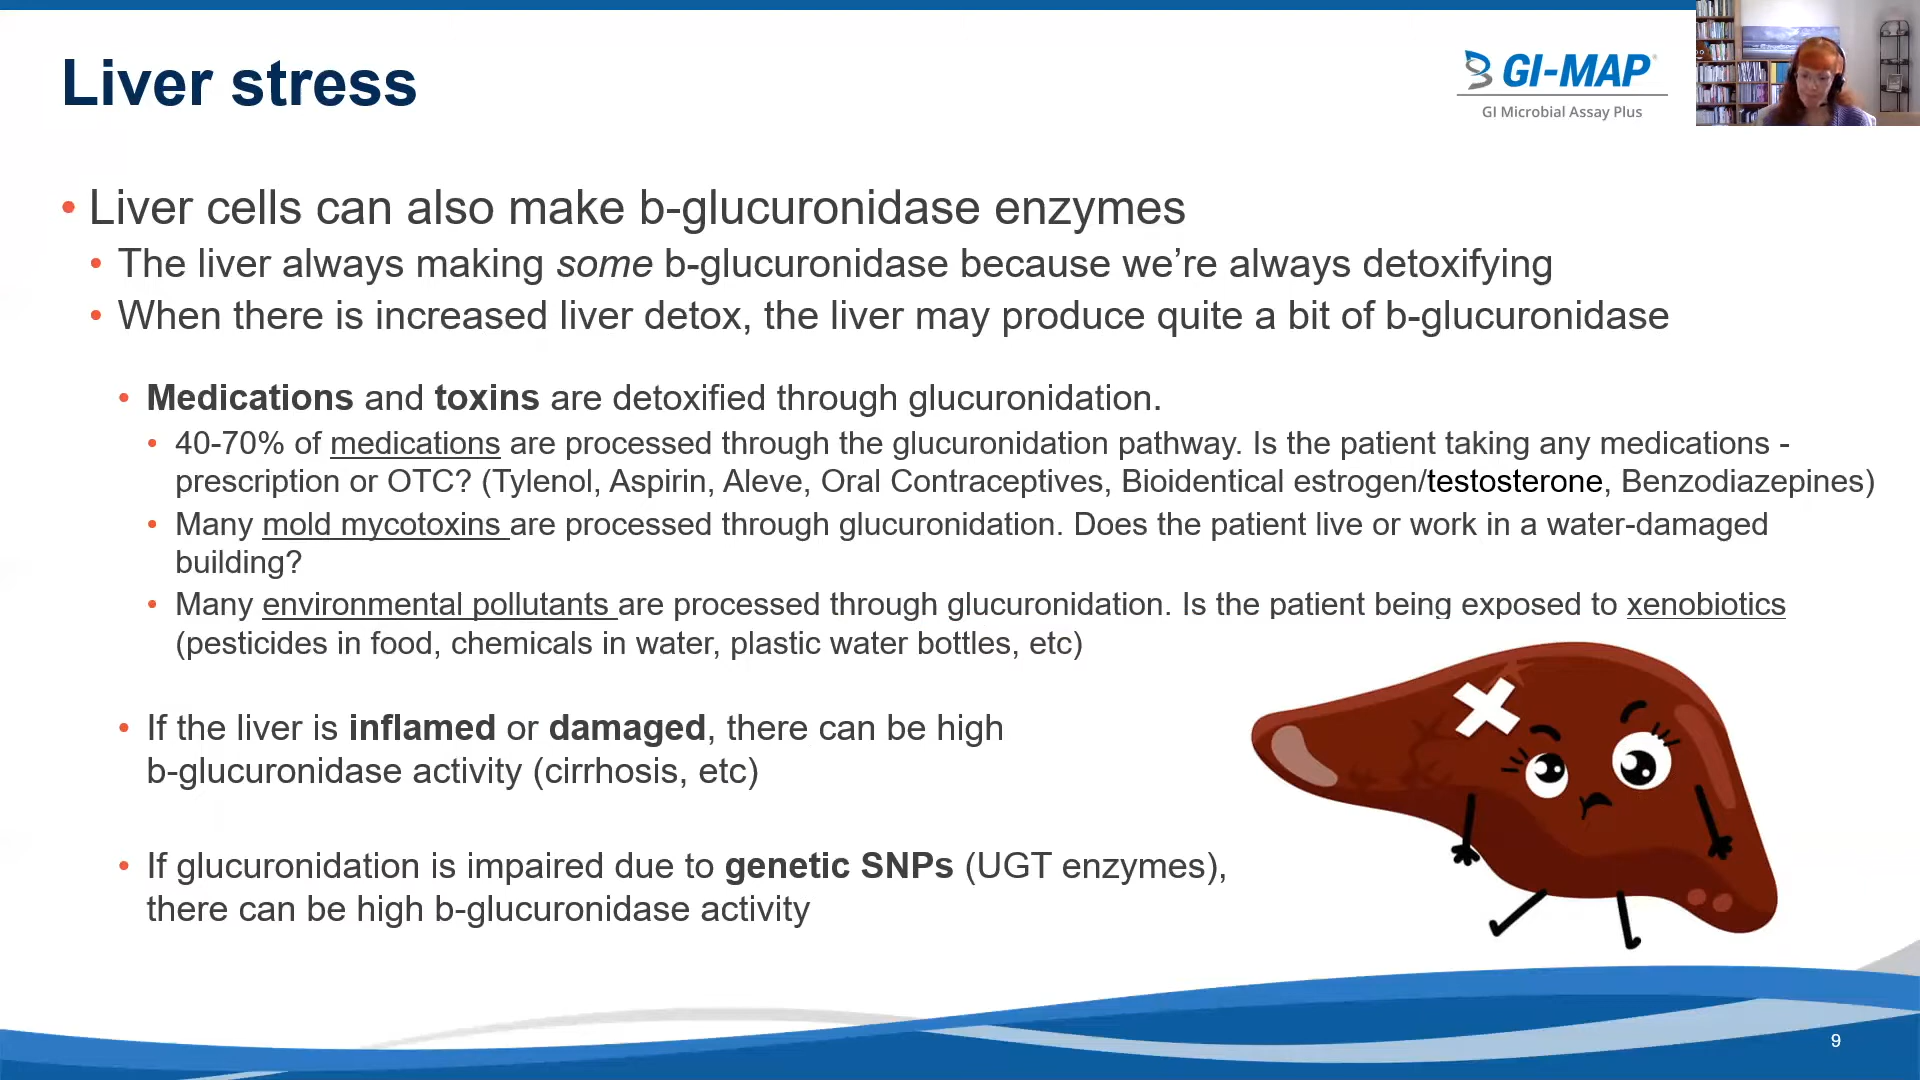 Liver stress
GI-MAP
GI Microbial Assay Plus
• Liver cells can also make b-glucuronidase enzymes
• The liver always making some b-glucuronidase because we’re always detoxifying
• When there is increased liver detox, the liver may produce quite a bit of b-glucuronidase
• Medications and toxins are detoxified through glucuronidation.
• 40-70% of medications are processed through the glucuronidation pathway. Is the patient taking any medications -
prescription or OTC? (Tylenol, Aspirin, Aleve, Oral Contraceptives, Bioidentical estrogen/testosterone, Benzodiazepines)
• Many mold mycotoxins are processed through glucuronidation. Does the patient live or work in a water-damaged
building?
• Many environmental pollutants are processed through glucuronidation. Is the patient being exposed to xenobiotics
(pesticides in food, chemicals in water, plastic water bottles, etc)
• If the liver is inflamed or damaged, there can be high
b-glucuronidase activity (cirrhosis, etc)
• If glucuronidation is impaired due to genetic SNPs (UGT enzymes),
there can be high b-glucuronidase activity
9